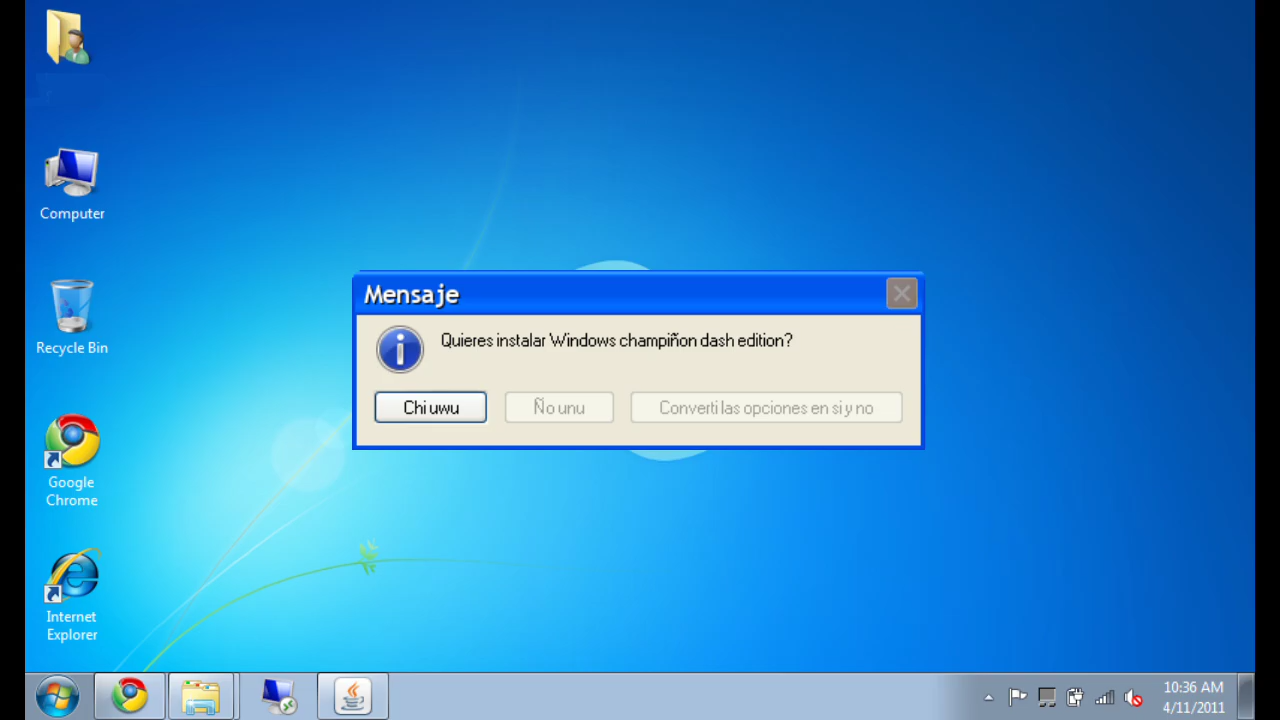 Computer
Recycle Bin
Google
Chrome
Internet
Explorer
Mensaje
Quieres instalar Windows champiñon dash edition?
Chi uwu
Ño unu
Converti las opciones en si y no
10:36 AM
4/11/2011